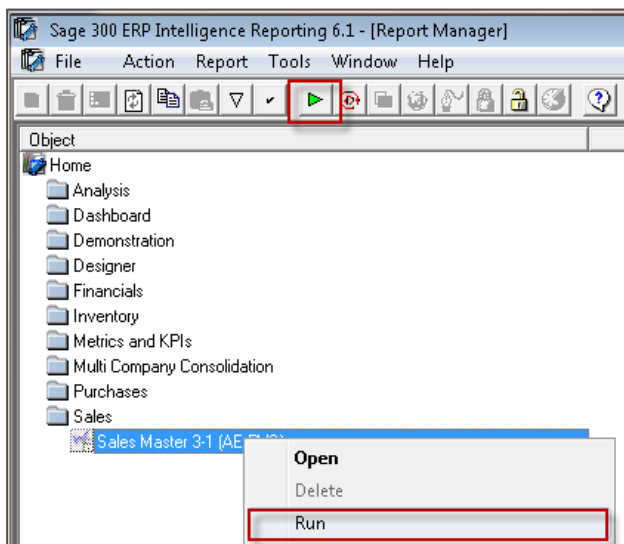 Sage 300 ERP Intelligence Reporting 6.1 - [Report Manager]
File Action Report Tools Window Help
Object
Home
Analysis
Dashboard
Demonstration
Designer
Financials
Inventory
Metrics and KPIs
Multi Company Consolidation
Purchases
Sales
Sales Master 3-1 (AE
Open
Delete
Run